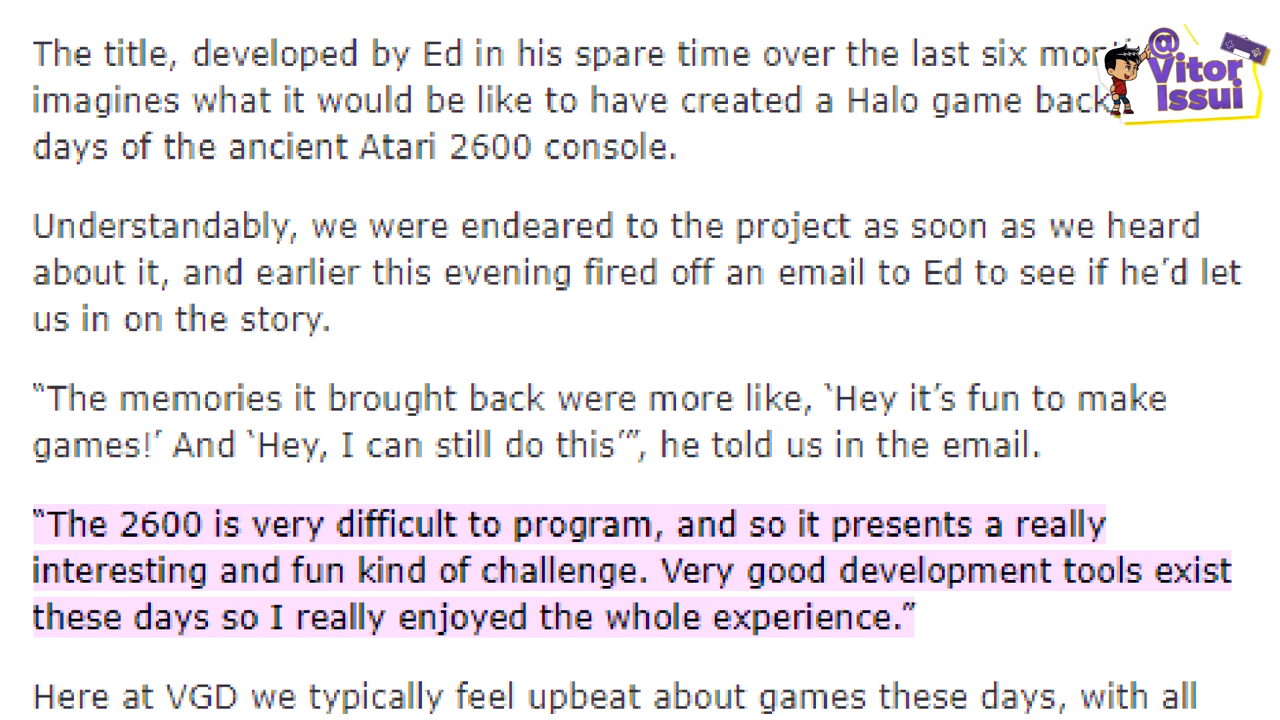 The title, developed by Ed in his spare time over the last six
imagines what it would be like to have created a Halo game back
days of the ancient Atari 2600 console.
Understandably, we were endeared to the project as soon as we heard
about it, and earlier this evening fired off an email to Ed to see if he’d let
us in on the story.
“The memories it brought back were more like, ‘Hey it’s fun to make
games!’ And ‘Hey, I can still do this’”, he told us in the email.
“The 2600 is very difficult to program, and so it presents a really
interesting and fun kind of challenge. Very good development tools exist
these days so I really enjoyed the whole experience.”
Here at VGD we typically feel upbeat about games these days, with all
@
Vitor
Issui